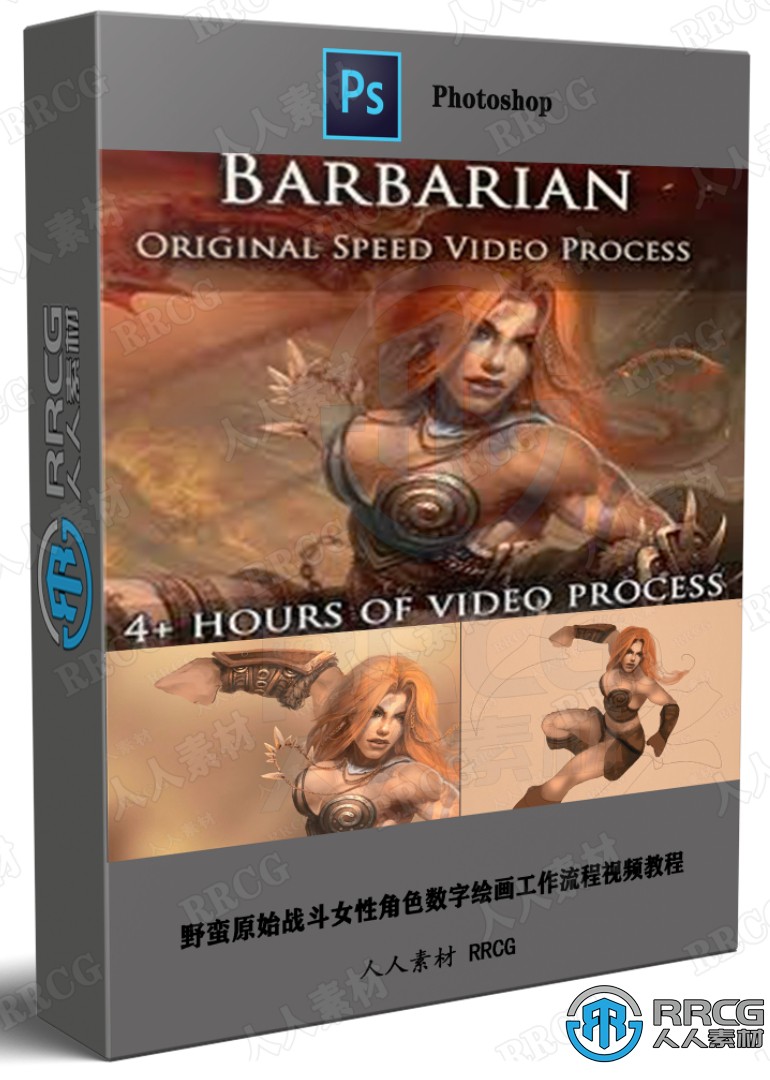 Ps
Photoshop
BARBARIAN
ORIGINAL SPEED VIDEO PROCESS
4+ HOURS OF VIDEO PROCESS
野蛮原始战斗女性角色数字绘画工作流程视频教程
人人素材 RRCG
RRCG
人人素材
RRCG
人人素材